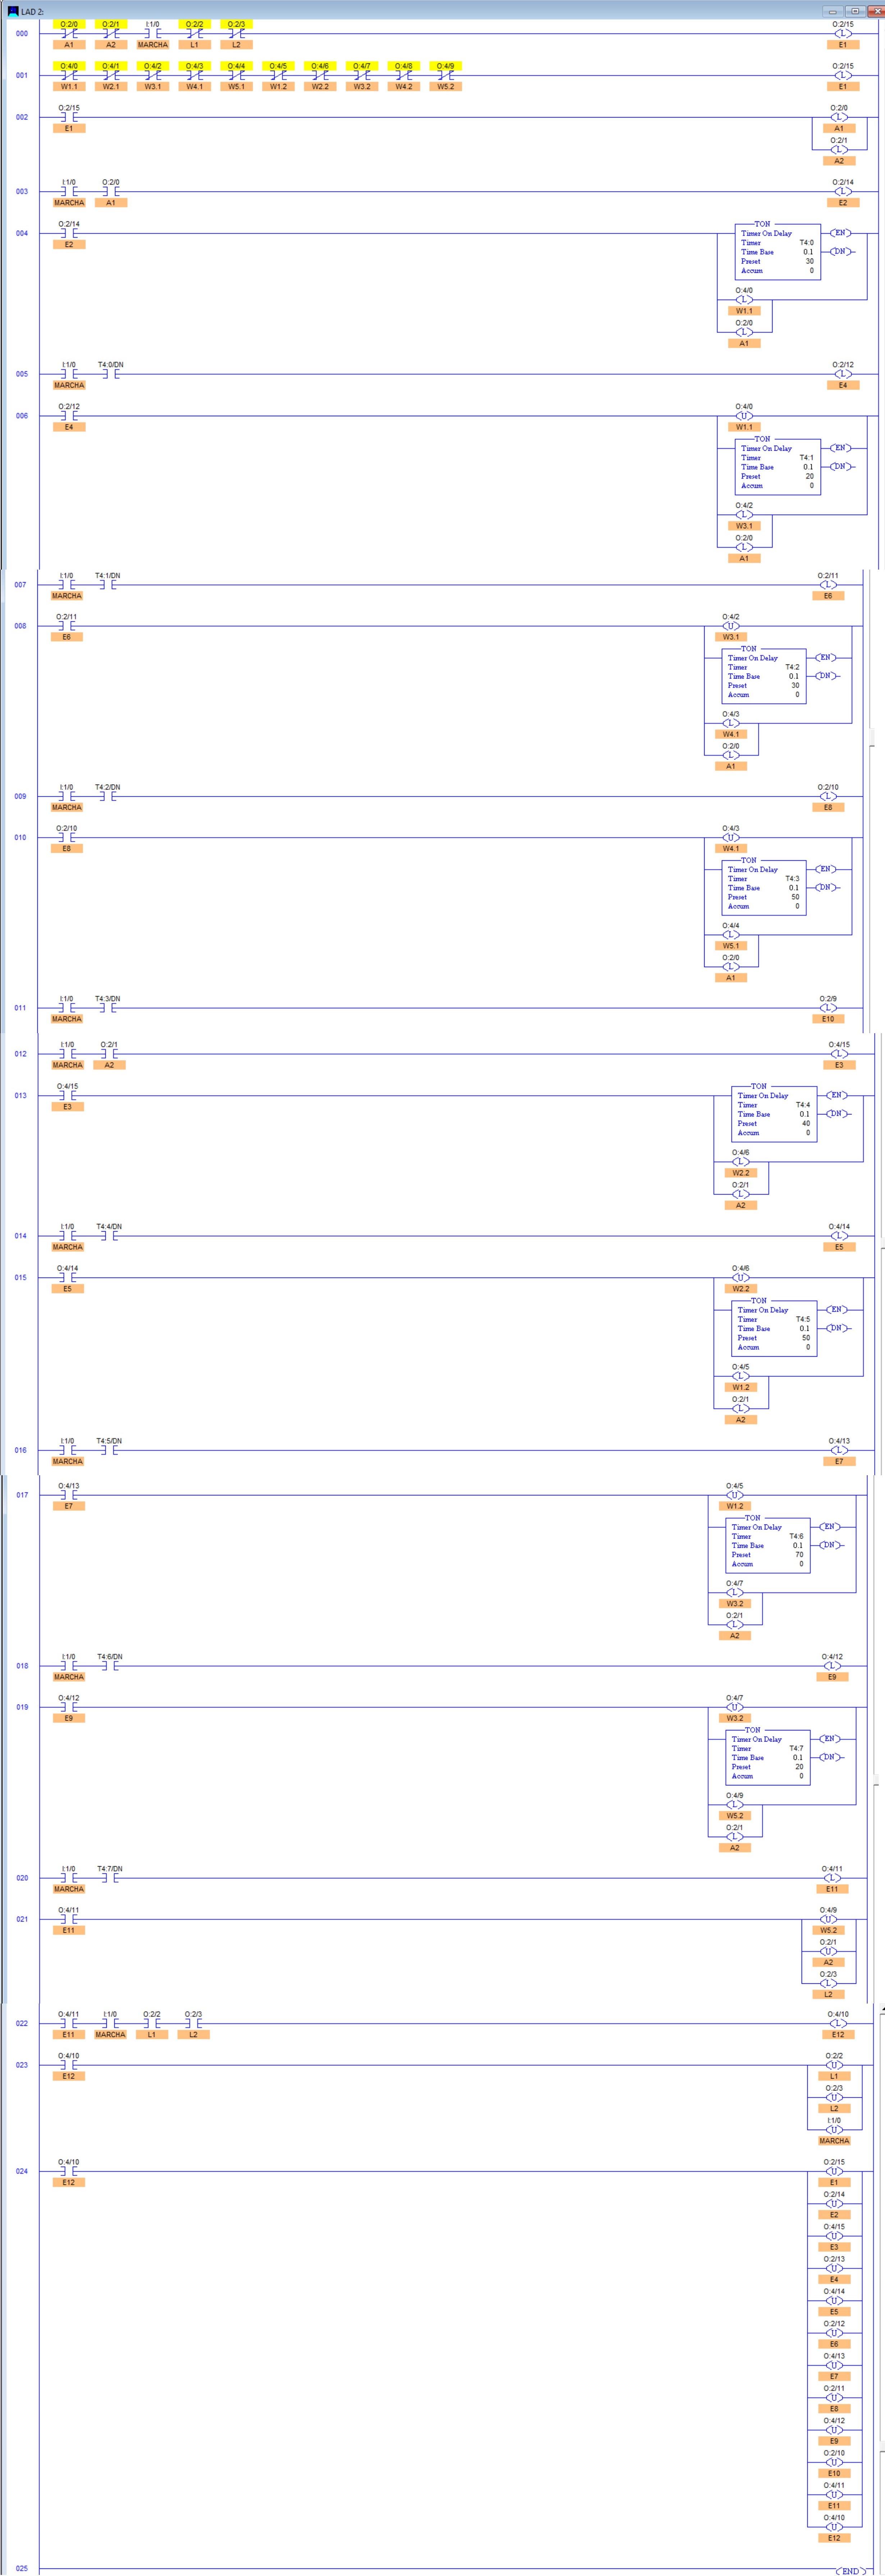 LAD 2:
O:2/0 O:2/1 I:1/0 O:2/2 O:2/3 O:2/15
000 L
A1 A2 MARCHA L1 L2 E1
O:4/0 O:4/1 O:4/2 O:4/3 O:4/4 O:4/5 O:4/6 O:4/7 O:4/8 O:4/9 O:2/15
001 L
W1.1 W2.1 W3.1 W4.1 W5.1 W1.2 W2.2 W3.2 W4.2 W5.2 E1
O:2/15 O:2/0
002 L
E1 A1
O:2/1
L
A2
I:1/0 O:2/0 O:2/14
003 L
MARCHA A1 E2
O:2/14 TON
004 Timer On Delay EN
E2 Timer T4:0
Time Base 0.1 DN
Preset 30
Accum 0
O:4/0
L
W1.1
O:2/0
L
A1
I:1/0 T4:0/DN O:2/12
005 L
MARCHA E4
O:2/12 O:4/0
006 U
E4 W1.1
TON
Timer On Delay EN
Timer T4:1
Time Base 0.1 DN
Preset 20
Accum 0
O:4/2
L
W3.1
O:2/0
L
A1
I:1/0 T4:1/DN O:2/11
007 L
MARCHA E6
O:2/11 O:4/2
008 U
E6 W3.1
TON
Timer On Delay EN
Timer T4:2
Time Base 0.1 DN
Preset 30
Accum 0
O:4/3
L
W4.1
O:2/0
L
A1
I:1/0 T4:2/DN O:2/10
009 L
MARCHA E8
O:2/10 O:4/3
010 U
E8 W4.1
TON
Timer On Delay EN
Timer T4:3
Time Base 0.1 DN
Preset 50
Accum 0
O:4/4
L
W5.1
O:2/0
L
A1
I:1/0 T4:3/DN O:2/9
011 L
MARCHA E10
I:1/0 O:2/1 O:4/15
012 L
MARCHA A2 E3
O:4/15 TON
013 Timer On Delay EN
E3 Timer T4:4
Time Base 0.1 DN
Preset 40
Accum 0
O:4/6
L
W2.2
O:2/1
L
A2
I:1/0 T4:4/DN O:4/14
014 L
MARCHA E5
O:4/14 O:4/6
015 U
E5 W2.2
TON
Timer On Delay EN
Timer T4:5
Time Base 0.1 DN
Preset 50
Accum 0
O:4/5
L
W1.2
O:2/1
L
A2
I:1/0 T4:5/DN O:4/13
016 L
MARCHA E7
O:4/13 O:4/5
017 U
E7 W1.2
TON
Timer On Delay EN
Timer T4:6
Time Base 0.1 DN
Preset 70
Accum 0
O:4/7
L
W3.2
O:2/1
L
A2
I:1/0 T4:6/DN O:4/12
018 L
MARCHA E9
O:4/12 O:4/7
019 U
E9 W3.2
TON
Timer On Delay EN
Timer T4:7
Time Base 0.1 DN
Preset 20
Accum 0
O:4/9
L
W5.2
O:2/1
L
A2
I:1/0 T4:7/DN O:4/11
020 L
MARCHA E11
O:4/11 O:4/9
021 U
E11 W5.2
O:2/1
U
A2
O:2/3
L
L2
O:4/11 I:1/0 O:2/2 O:2/3 O:4/10
022 L
E11 MARCHA L1 L2 E12
O:4/10 O:2/2
023 U
E12 L1
O:2/3
U
L2
I:1/0
U
MARCHA
O:4/10 O:2/15
024 U
E12 E1
O:2/14
U
E2
O:4/15
U
E3
O:2/13
U
E4
O:4/14
U
E5
O:2/12
U
E6
O:4/13
U
E7
O:2/11
U
E8
O:4/12
U
E9
O:2/10
U
E10
O:4/11
U
E11
O:4/10
U
E12
025 END